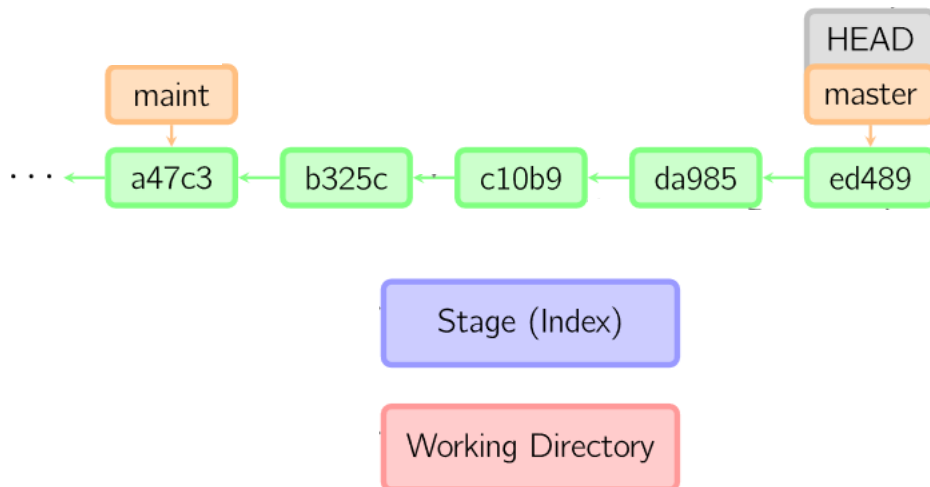 HEAD
maint
master
... a47c3 b325c c10b9 da985 ed489
Stage (Index)
Working Directory